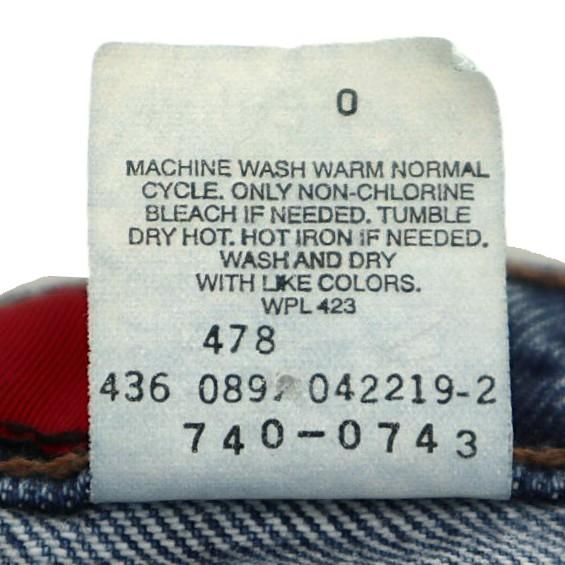 0
MACHINE WASH WARM NORMAL
CYCLE. ONLY NON-CHLORINE
BLEACH IF NEEDED. TUMBLE
DRY HOT. HOT IRON IF NEEDED.
WASH AND DRY
WITH LIKE COLORS.
WPL 423
478
436 089 042219-2
740-0743